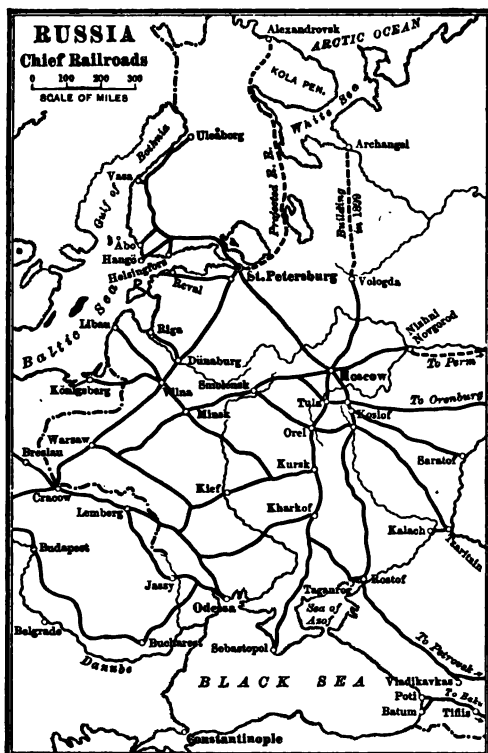 RUSSIA
Chief Railroads
0 100 200 300
SCALE OF MILES
Alexandrovsk
ARCTIC OCEAN
KOLA PEN.
White Sea
Uleåborg
Gulf of Bothnia
Archangel
Vasa
Projected R. R.
Building in 1899
Åbo
Hangö
Helsingfors
St. Petersburg
Vologda
Reval
Baltic Sea
Libau
Riga
Nishni
Novgorod
Dünaburg
Moscow
To Perm
Königsberg
Vilna
Smolensk
Minsk
Tula
To Orenburg
Koslof
Warsaw
Orel
Breslau
Saratof
Kursk
Cracow
Kief
Lemberg
Kharkof
Kalach
Tsaritzin
Budapest
Jassy
Taganrog
Rostof
Odessa
Sea of
Azof
Belgrade
Bucharest
Sebastopol
To Petrovsk
Danube
BLACK SEA
Vladikavkas
Poti
To Baku
Batum
Tiflis
Constantinople